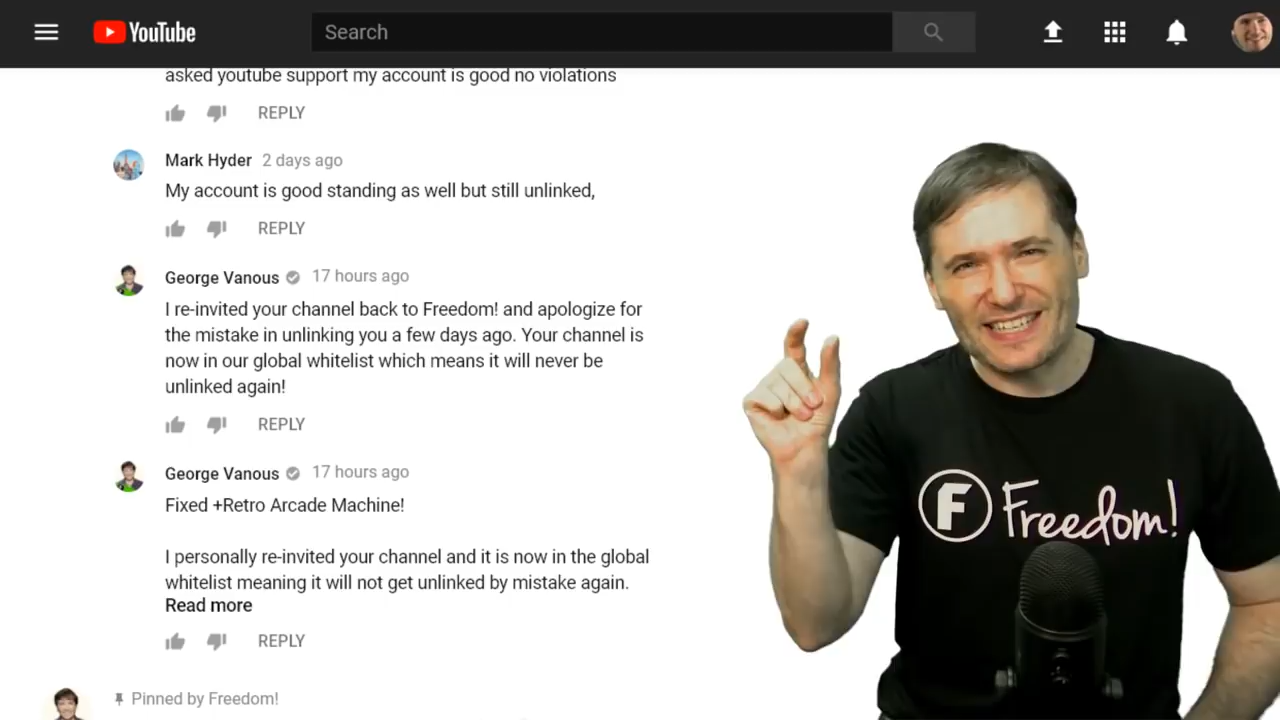 YouTube
Search
asked youtube support my account is good no violations
REPLY
Mark Hyder 2 days ago
My account is good standing as well but still unlinked,
REPLY
George Vanous 17 hours ago
I re-invited your channel back to Freedom! and apologize for
the mistake in unlinking you a few days ago. Your channel is
now in our global whitelist which means it will never be
unlinked again!
REPLY
George Vanous 17 hours ago
Fixed +Retro Arcade Machine!
I personally re-invited your channel and it is now in the global
whitelist meaning it will not get unlinked by mistake again.
Read more
REPLY
Pinned by Freedom!
F Freedom!